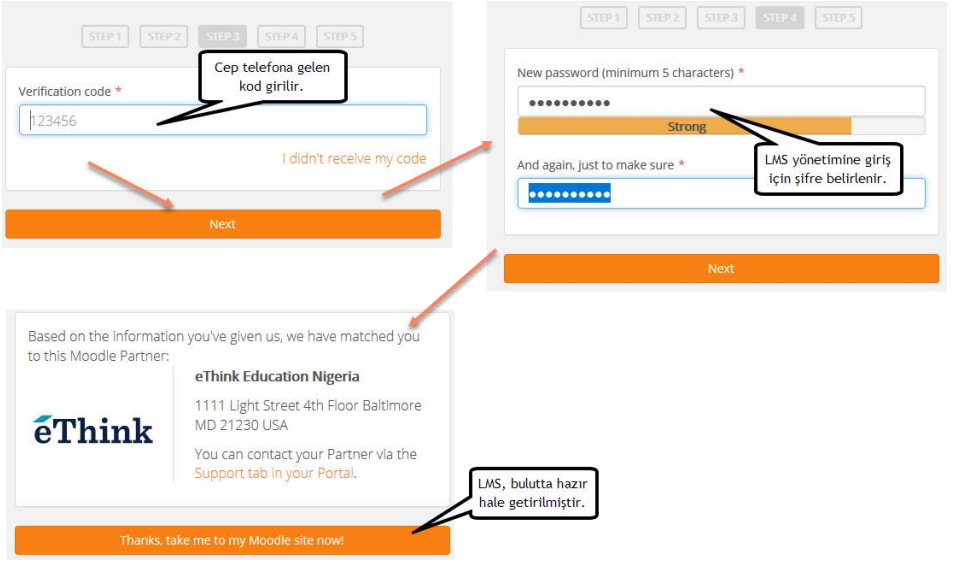 STEP 1 STEP 2 STEP 3 STEP 4 STEP 5
Cep telefona gelen
kod girilir.
Verification code *
123456
I didn't receive my code
Next
STEP 1 STEP 2 STEP 3 STEP 4 STEP 5
New password (minimum 5 characters) *
Strong
LMS yönetimine giriş
için şifre belirlenir.
And again, just to make sure *
Next
Based on the information you've given us, we have matched you
to this Moodle Partner:
éThink
eThink Education Nigeria
1111 Light Street 4th Floor Baltimore
MD 21230 USA
You can contact your Partner via the
Support tab in your Portal.
LMS, bulutta hazır
hale getirilmiştir.
Thanks, take me to my Moodle site now!